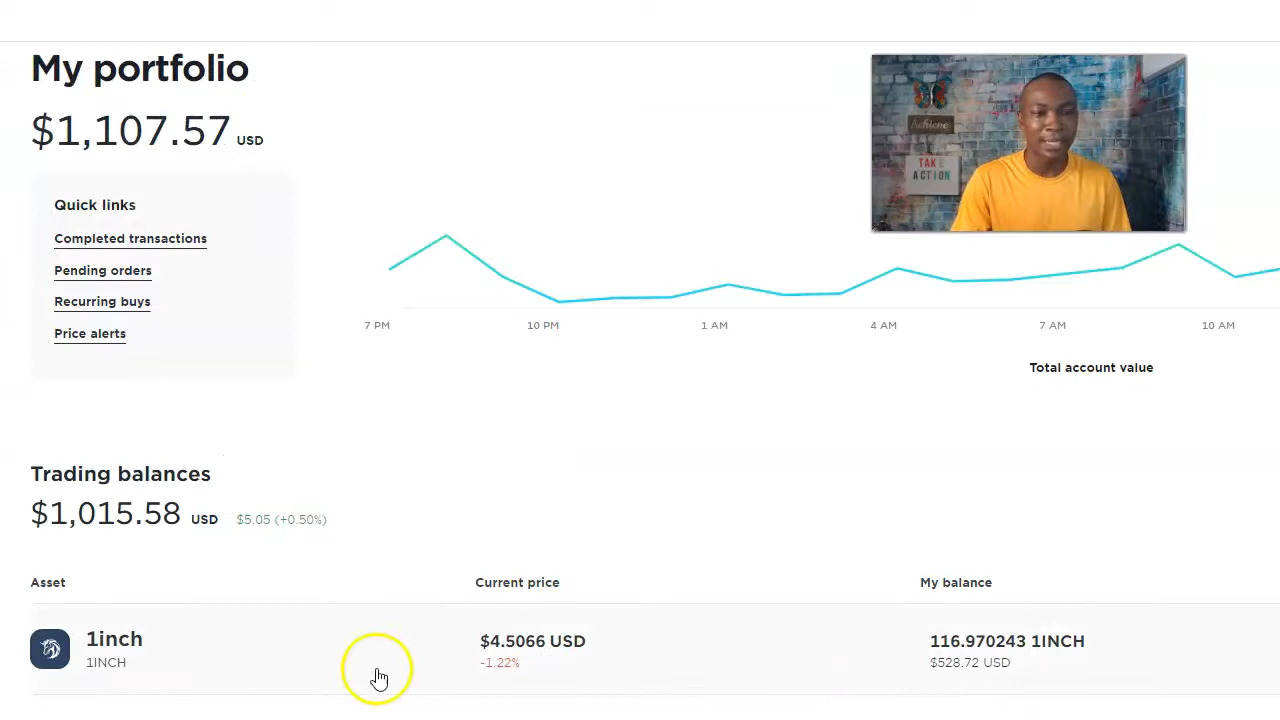 My portfolio
$1,107.57 USD
Quick links
Completed transactions
Pending orders
Recurring buys
Price alerts
Achieve
TAKE
ACTION
7 PM 10 PM 1 AM 4 AM 7 AM 10 AM
Total account value
Trading balances
$1,015.58 USD $5.05 (+0.50%)
Asset Current price My balance
1inch $4.5066 USD 116.970243 1INCH
1INCH -1.22% $528.72 USD